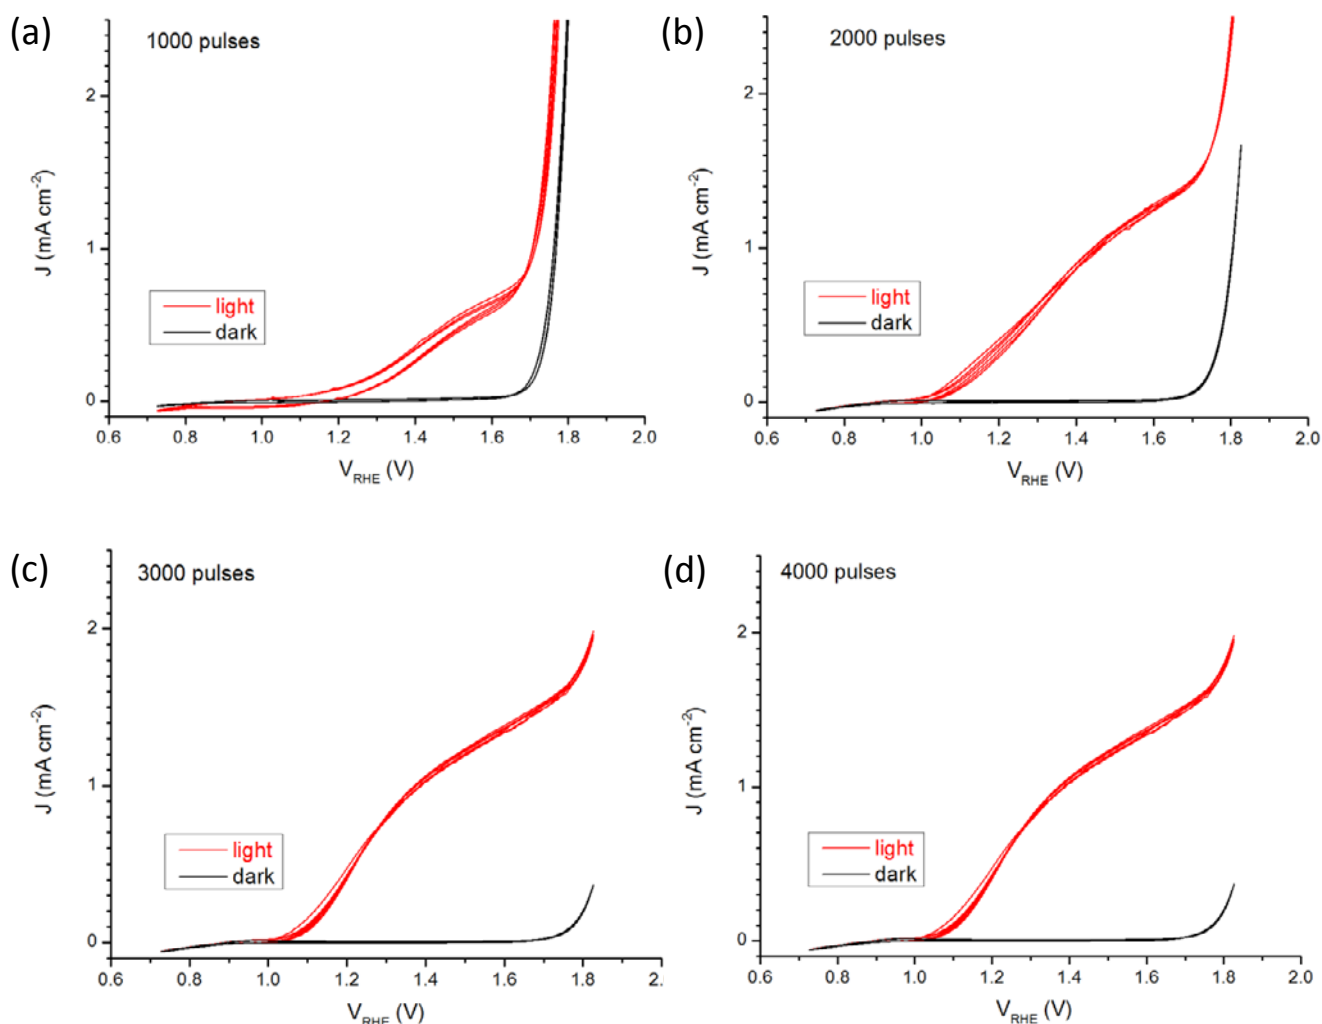 (a)
1000 pulses
2
1
0
J (mA cm-2)
light
dark
0.6 0.8 1.0 1.2 1.4 1.6 1.8 2.0
VRHE (V)
(b)
2000 pulses
2
1
0
J (mA cm-2)
light
dark
0.6 0.8 1.0 1.2 1.4 1.6 1.8 2.0
VRHE (V)
(c)
3000 pulses
2
1
0
J (mA cm-2)
light
dark
0.6 0.8 1.0 1.2 1.4 1.6 1.8 2.
VRHE (V)
(d)
4000 pulses
2
1
0
J (mA cm-2)
light
dark
0.6 0.8 1.0 1.2 1.4 1.6 1.8 2.0
VRHE (V)